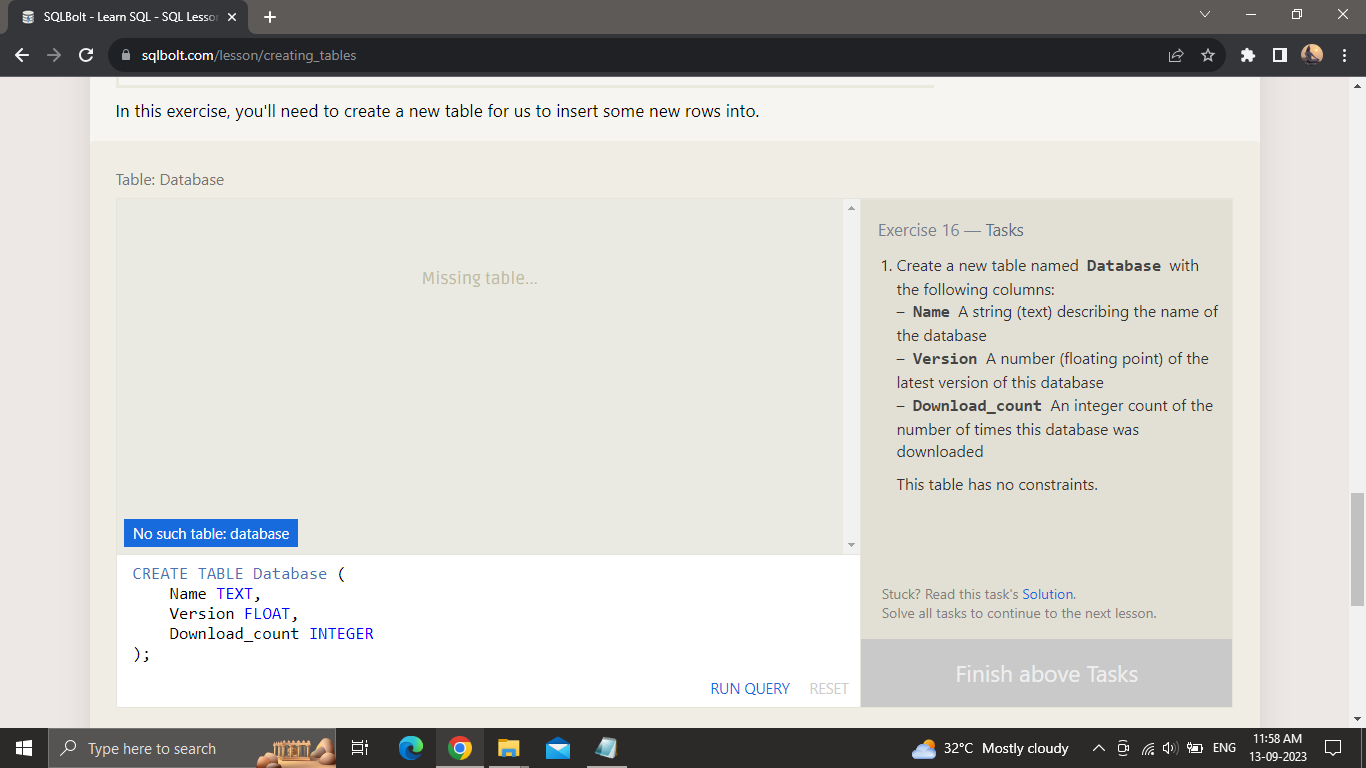 SQLBolt - Learn SQL - SQL Lesson
sqlbolt.com/lesson/creating_tables
In this exercise, you'll need to create a new table for us to insert some new rows into.
Table: Database
Missing table...
No such table: database
CREATE TABLE Database (
Name TEXT,
Version FLOAT,
Download_count INTEGER
);
RUN QUERY RESET
Exercise 16 — Tasks
1. Create a new table named Database with
the following columns:
– Name A string (text) describing the name of
the database
– Version A number (floating point) of the
latest version of this database
– Download_count An integer count of the
number of times this database was
downloaded
This table has no constraints.
Stuck? Read this task's Solution.
Solve all tasks to continue to the next lesson.
Finish above Tasks
Type here to search
32°C Mostly cloudy
ENG
11:58 AM
13-09-2023